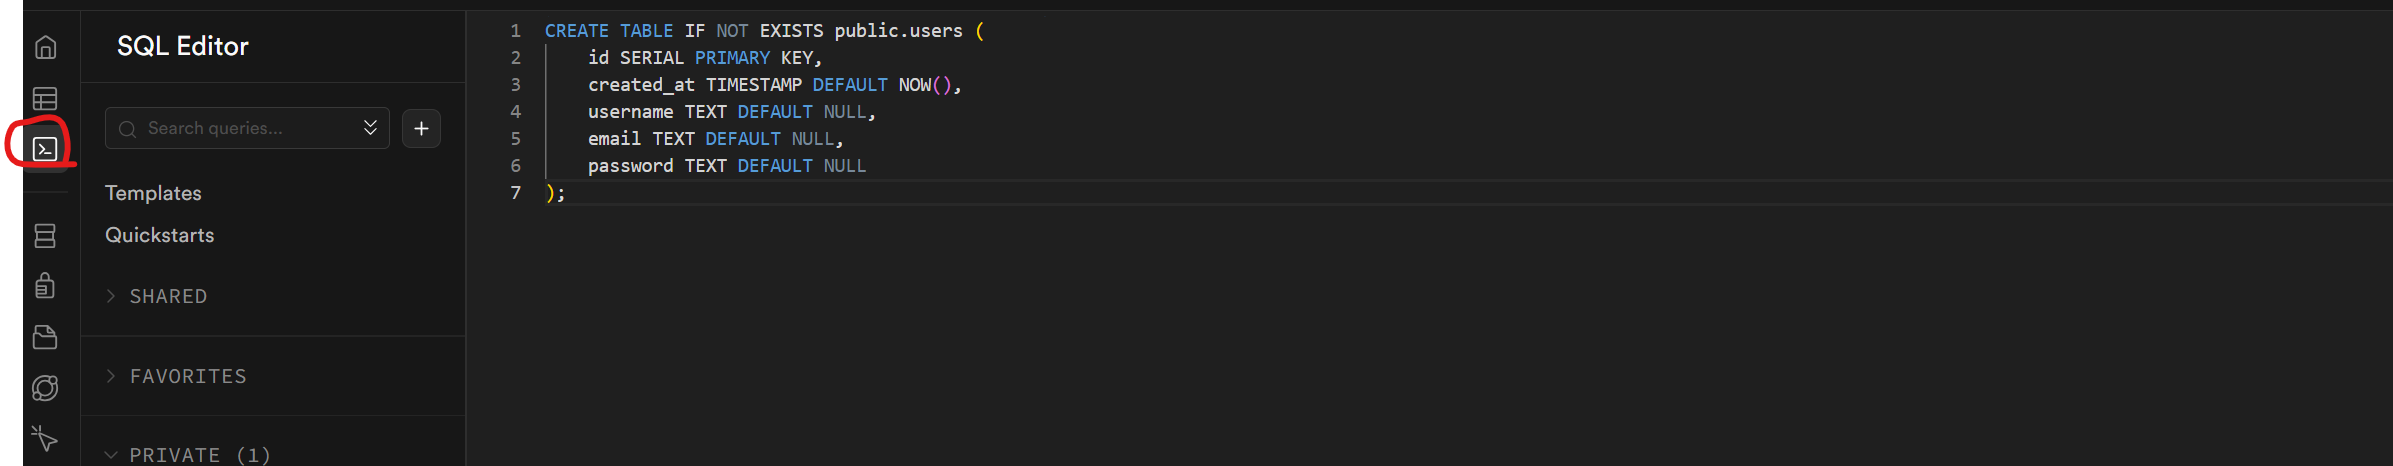 SQL Editor
Search queries...
Templates
Quickstarts
SHARED
FAVORITES
PRIVATE (1)
1 CREATE TABLE IF NOT EXISTS public.users (
2     id SERIAL PRIMARY KEY,
3     created_at TIMESTAMP DEFAULT NOW(),
4     username TEXT DEFAULT NULL,
5     email TEXT DEFAULT NULL,
6     password TEXT DEFAULT NULL
7 );